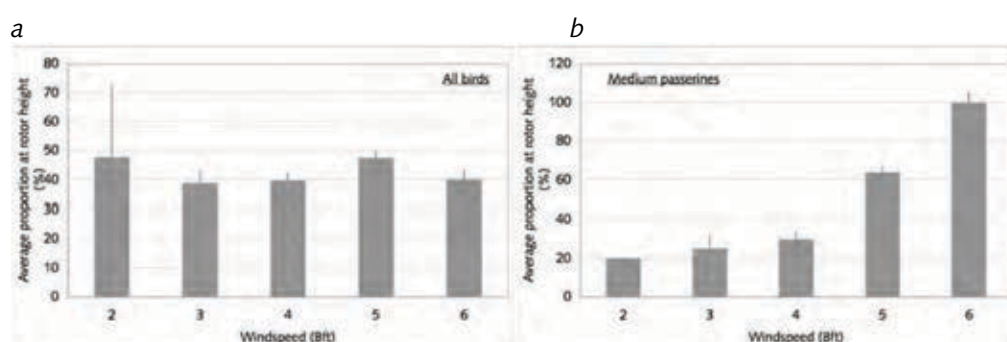 a
b
Average proportion at rotor height
(%)
80
70
60
50
40
30
20
10
0
All birds
2 3 4 5 6
Windspeed (Bft)
Average proportion at rotor height
(%)
120
100
80
60
40
20
0
Medium passerines
2 3 4 5 6
Windspeed (Bft)